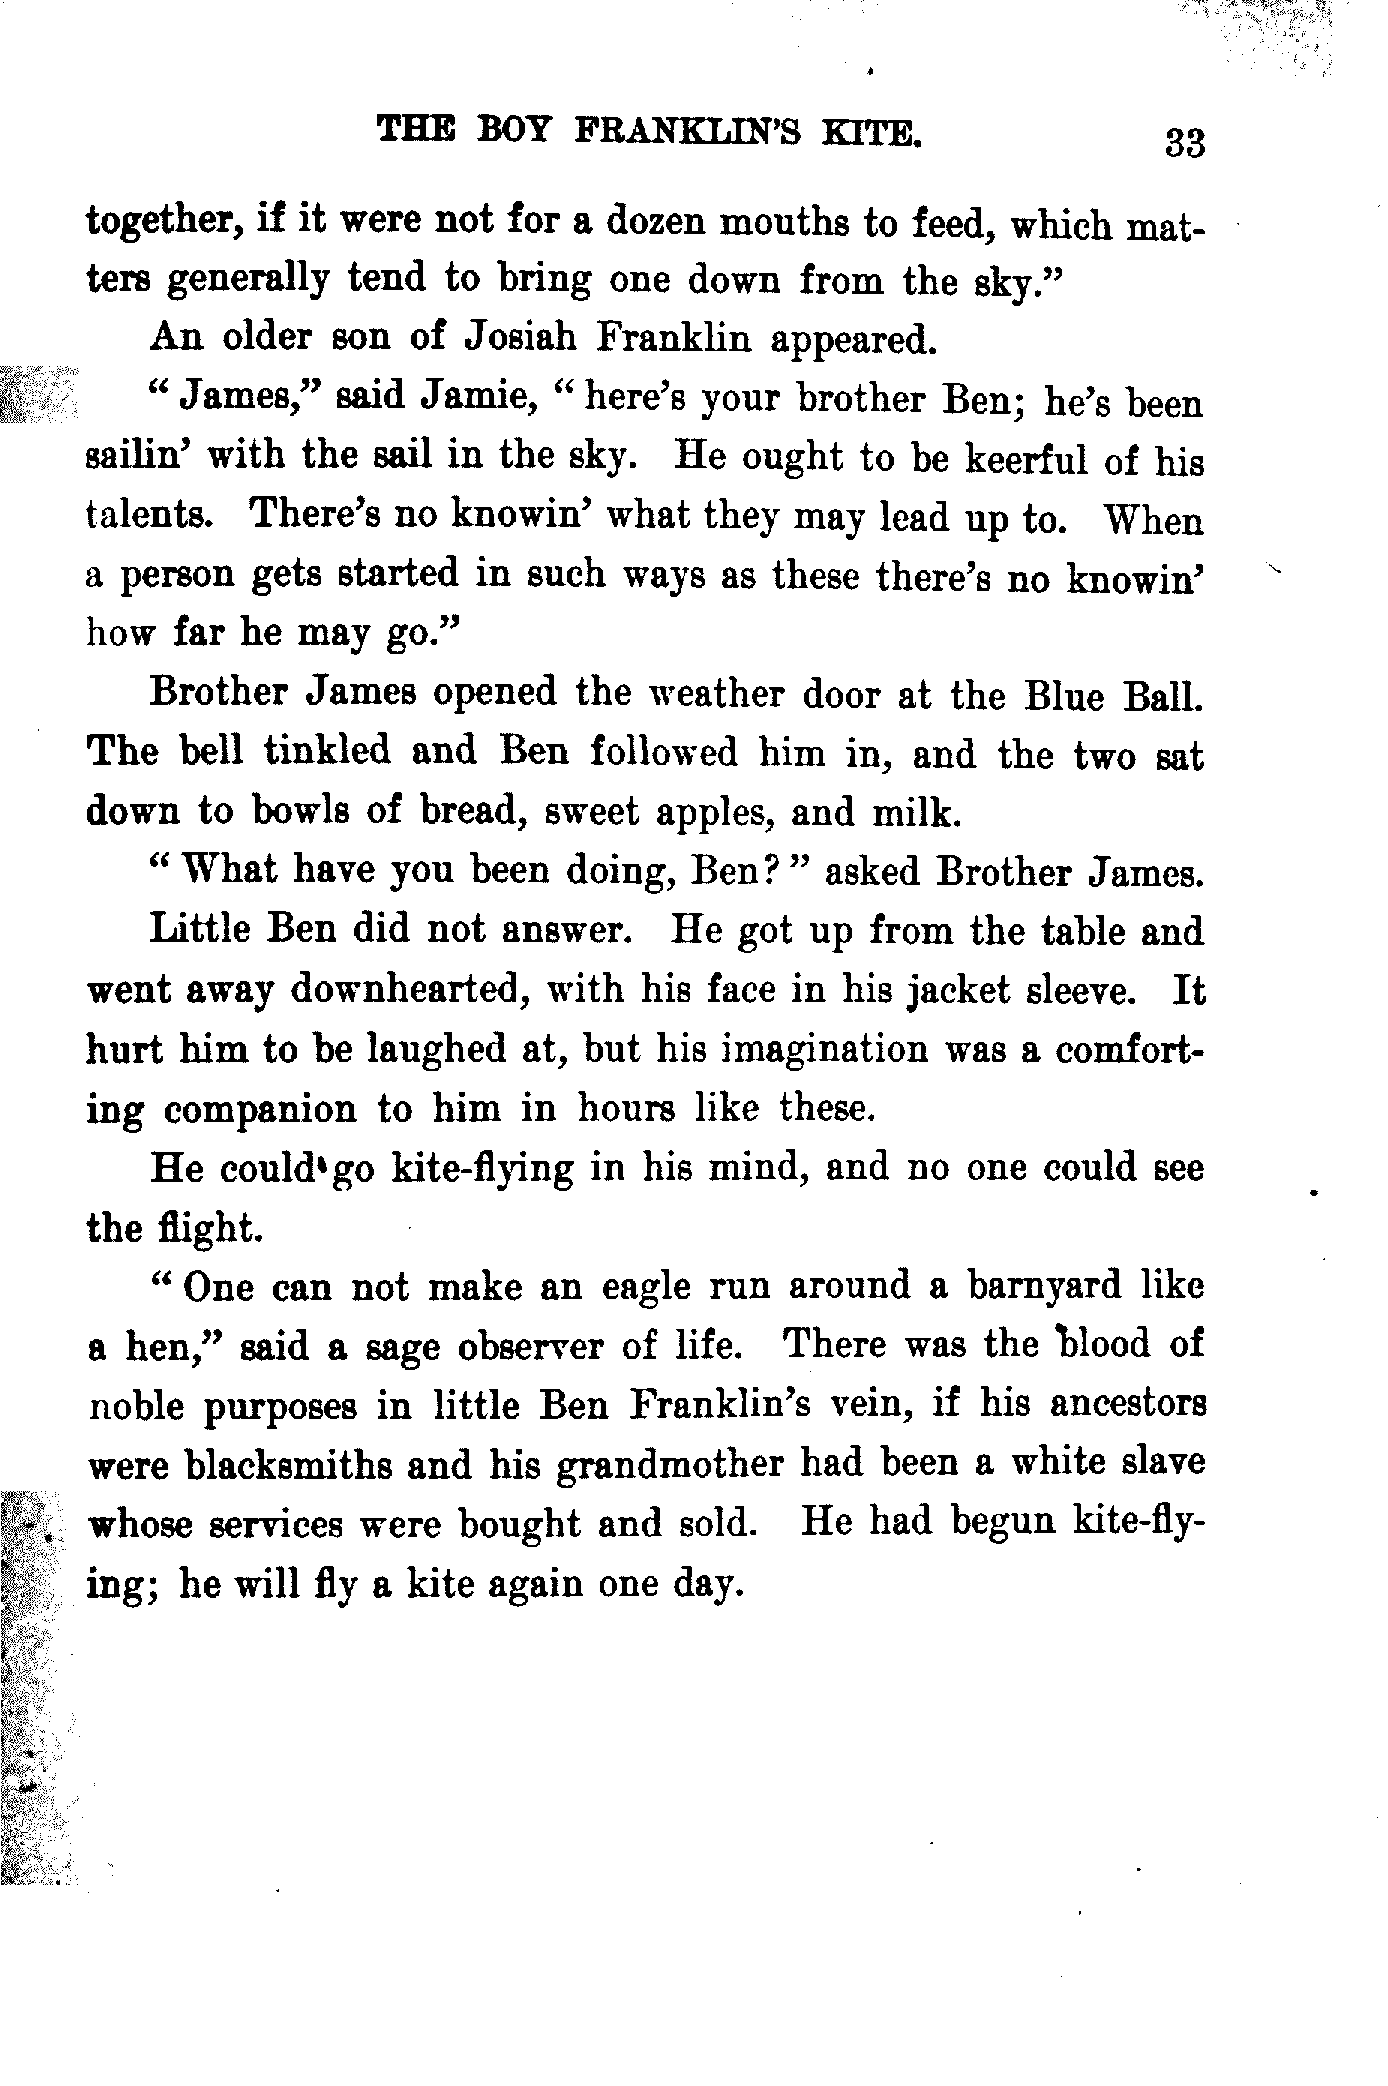 THE BOY FRANKLIN'S KITE. 33
together, if it were not for a dozen mouths to feed, which mat-
ters generally tend to bring one down from the sky.”
An older son of Josiah Franklin appeared.
“ James,” said Jamie, “ here’s your brother Ben; he’s been
sailin’ with the sail in the sky. He ought to be keerful of his
talents. There’s no knowin’ what they may lead up to. When
a person gets started in such ways as these there’s no knowin’
how far he may go.”
Brother James opened the weather door at the Blue Ball.
The bell tinkled and Ben followed him in, and the two sat
down to bowls of bread, sweet apples, and milk.
“ What have you been doing, Ben? ” asked Brother James.
Little Ben did not answer. He got up from the table and
went away downhearted, with his face in his jacket sleeve. It
hurt him to be laughed at, but his imagination was a comfort-
ing companion to him in hours like these.
He could go kite-flying in his mind, and no one could see
the flight.
“ One can not make an eagle run around a barnyard like
a hen,” said a sage observer of life. There was the blood of
noble purposes in little Ben Franklin’s vein, if his ancestors
were blacksmiths and his grandmother had been a white slave
whose services were bought and sold. He had begun kite-fly-
ing; he will fly a kite again one day.